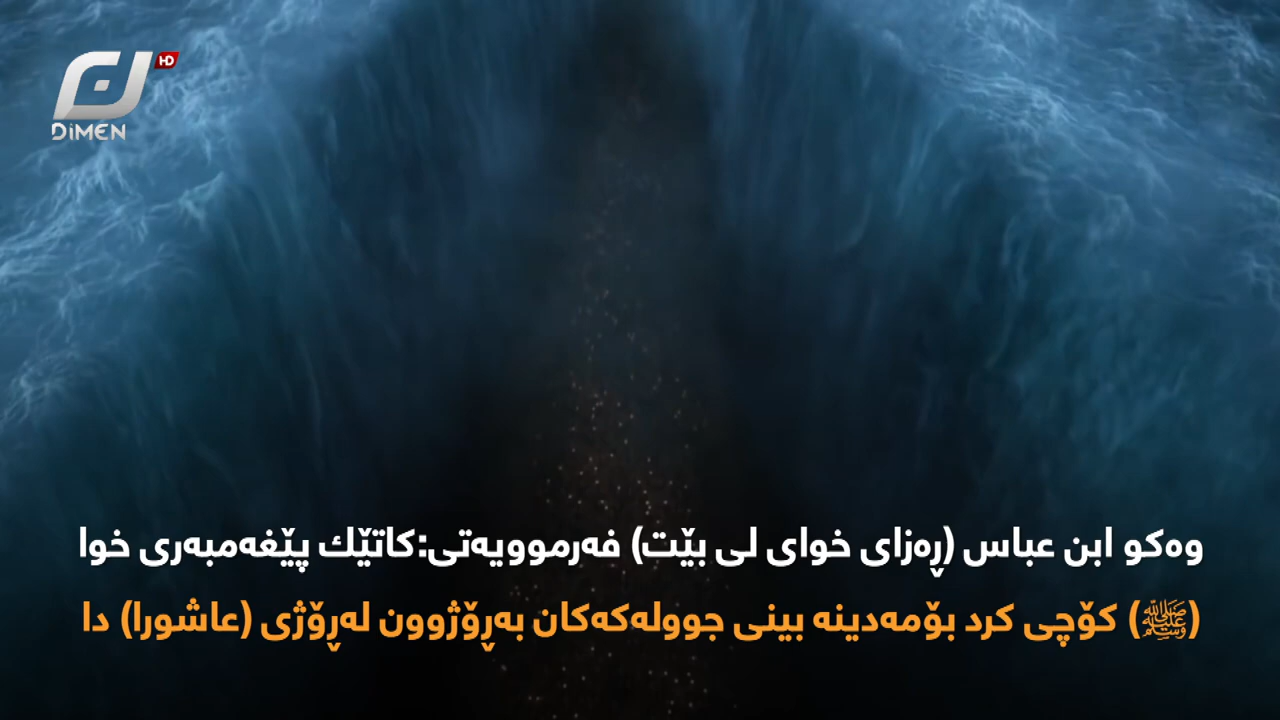 HD
DiMEN
وەکو ابن عباس (ڕەزای خوای لی بێت) فەرموویەتی:کاتێك پێغەمبەری خوا
(ﷺ) کۆچی کرد بۆمەدینە بینی جوولەکەکان بەڕۆژوون لەڕۆژی (عاشورا) دا